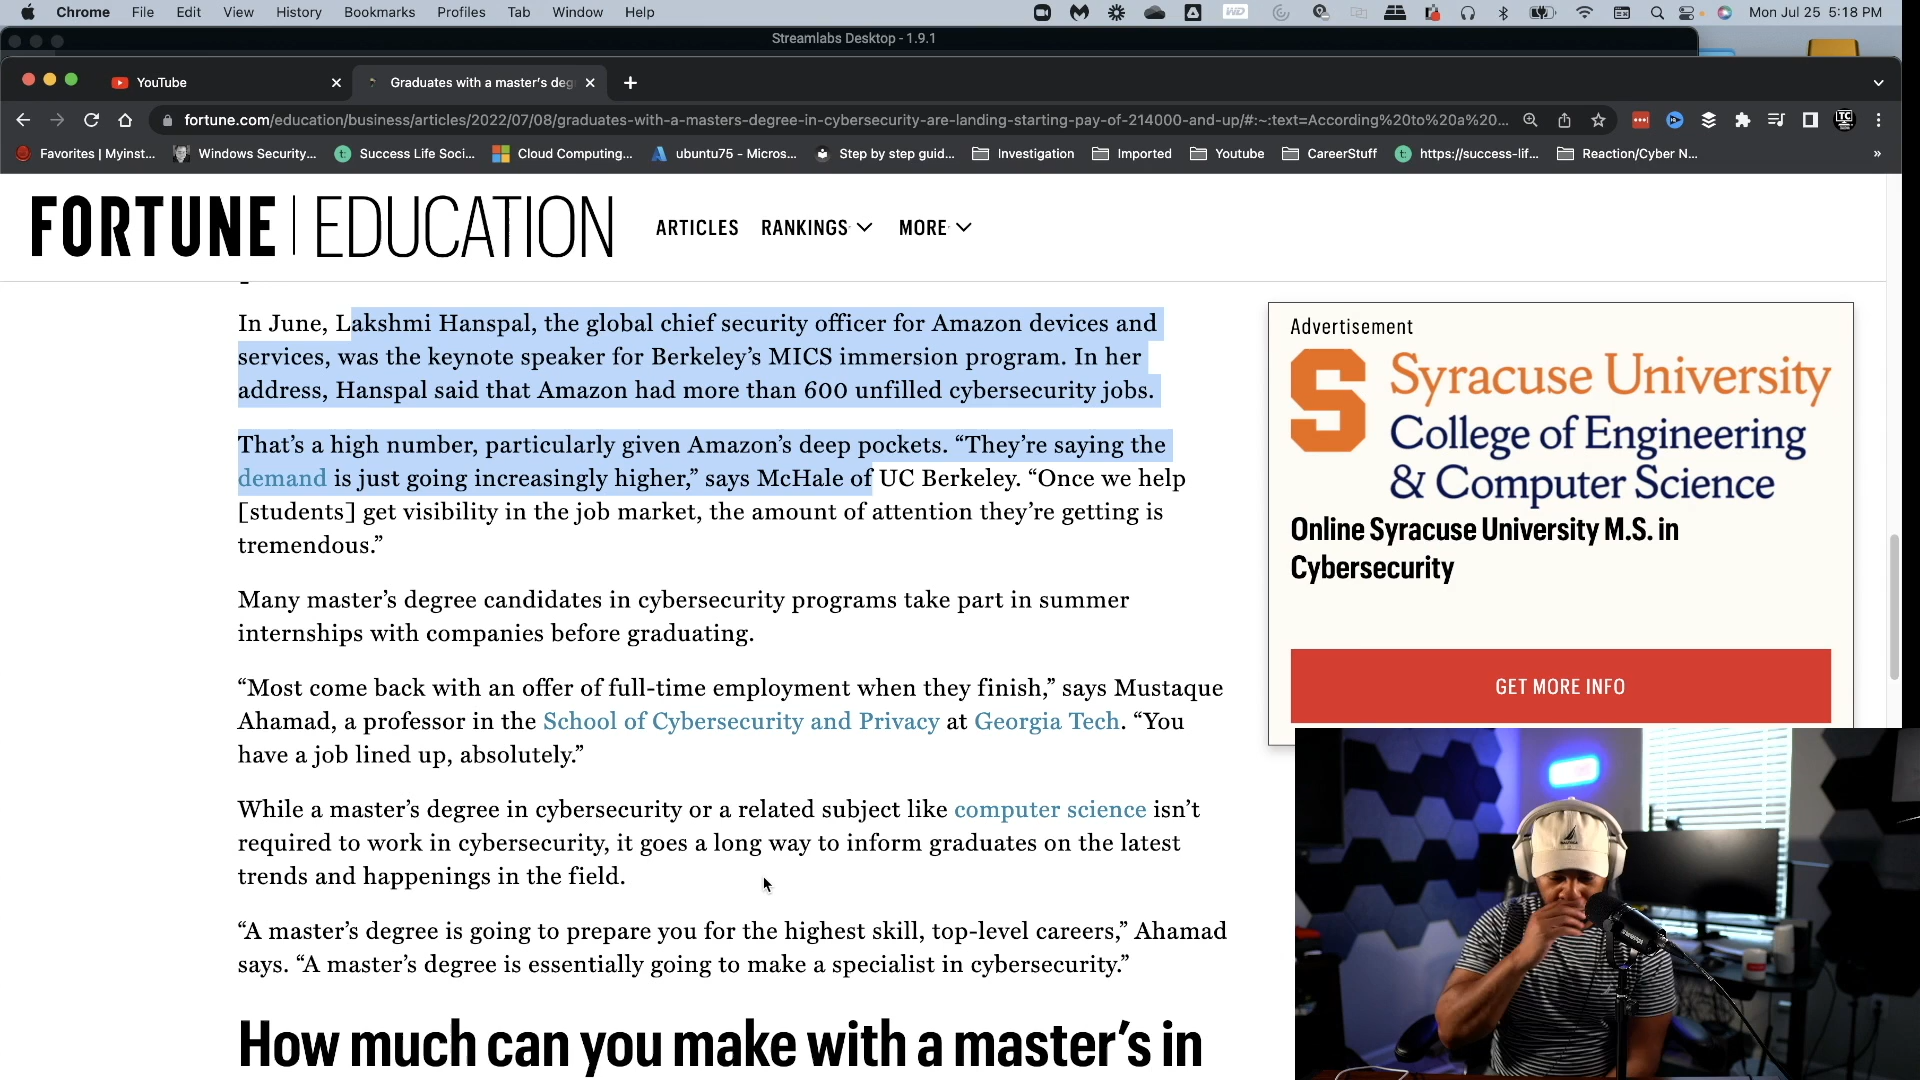 Chrome File Edit View History Bookmarks Profiles Tab Window Help Mon Jul 25 5:18 PM
Streamlabs Desktop - 1.9.1
YouTube Graduates with a master's deg
fortune.com/education/business/articles/2022/07/08/graduates-with-a-masters-degree-in-cybersecurity-are-landing-starting-pay-of-214000-and-up/#:~:text=According%20to%20a%20...
Favorites | Myinst... Windows Security... Success Life Soci... Cloud Computing... ubuntu75 - Micros... Step by step guid... Investigation Imported Youtube CareerStuff https://success-lif... Reaction/Cyber N... »
FORTUNE | EDUCATION ARTICLES RANKINGS MORE
In June, Lakshmi Hanspal, the global chief security officer for Amazon devices and
services, was the keynote speaker for Berkeley’s MICS immersion program. In her
address, Hanspal said that Amazon had more than 600 unfilled cybersecurity jobs.
That’s a high number, particularly given Amazon’s deep pockets. “They’re saying the
demand is just going increasingly higher,” says McHale of UC Berkeley. “Once we help
[students] get visibility in the job market, the amount of attention they’re getting is
tremendous.”
Many master’s degree candidates in cybersecurity programs take part in summer
internships with companies before graduating.
“Most come back with an offer of full-time employment when they finish,” says Mustaque
Ahamad, a professor in the School of Cybersecurity and Privacy at Georgia Tech. “You
have a job lined up, absolutely.”
While a master’s degree in cybersecurity or a related subject like computer science isn’t
required to work in cybersecurity, it goes a long way to inform graduates on the latest
trends and happenings in the field.
“A master’s degree is going to prepare you for the highest skill, top-level careers,” Ahamad
says. “A master’s degree is essentially going to make a specialist in cybersecurity.”
How much can you make with a master’s in
Advertisement
S Syracuse University
College of Engineering
& Computer Science
Online Syracuse University M.S. in
Cybersecurity
GET MORE INFO